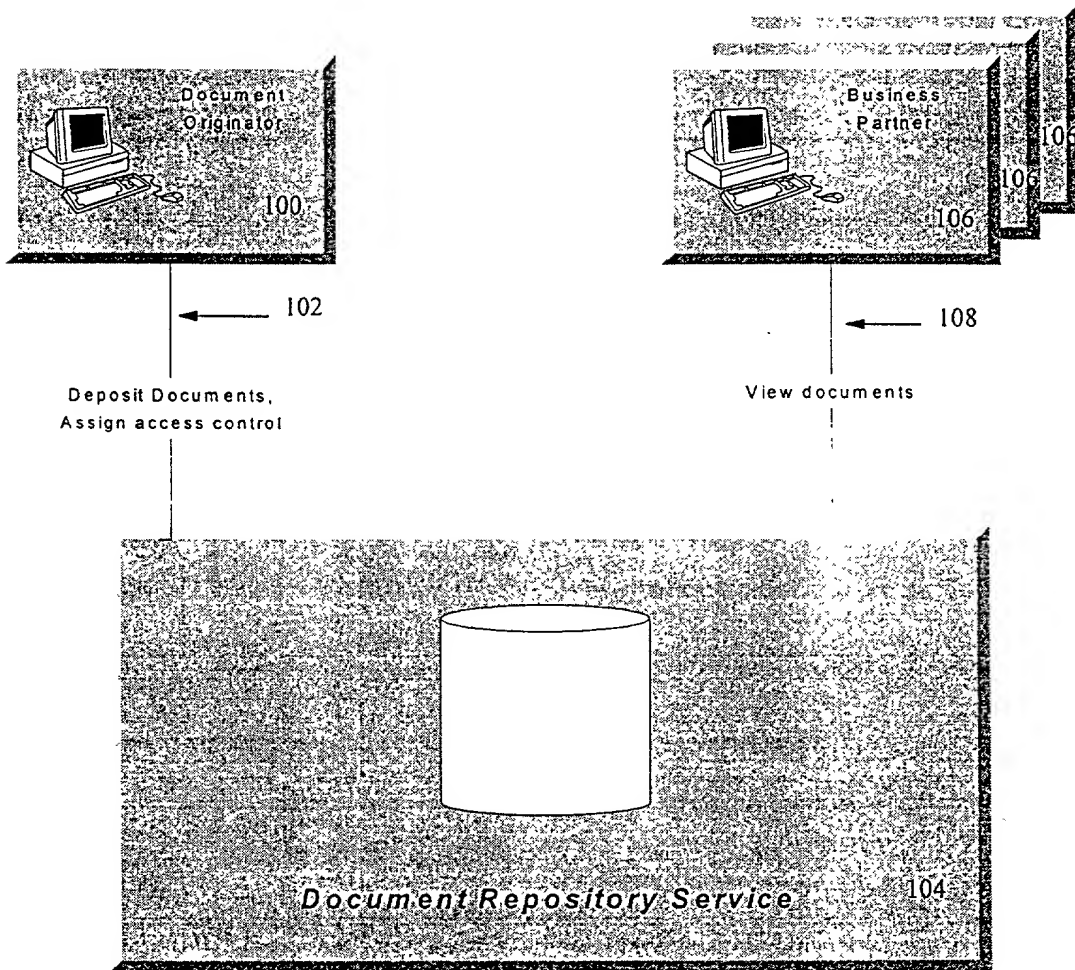 Document
Originator
100
Business
Partner
106
106
106
102
108
Deposit Documents,
Assign access control
View documents
Document Repository Service
104